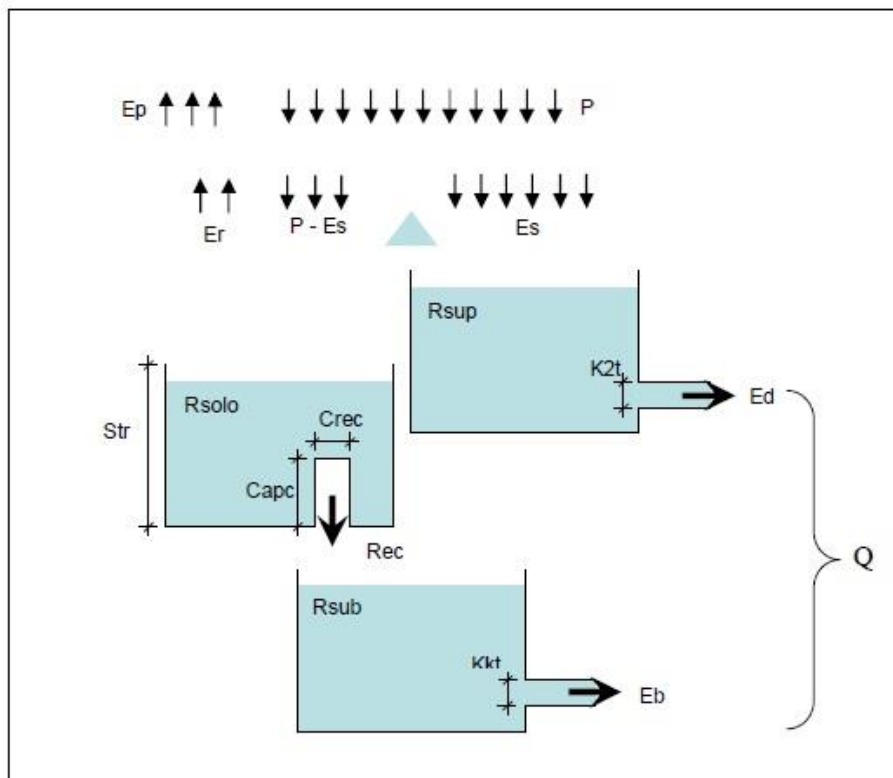 Ep
P
Er
P - Es
Es
Rsup
K2t
Ed
Rsolo
Crec
Str
Capc
Rec
Q
Rsub
Kkt
Eb